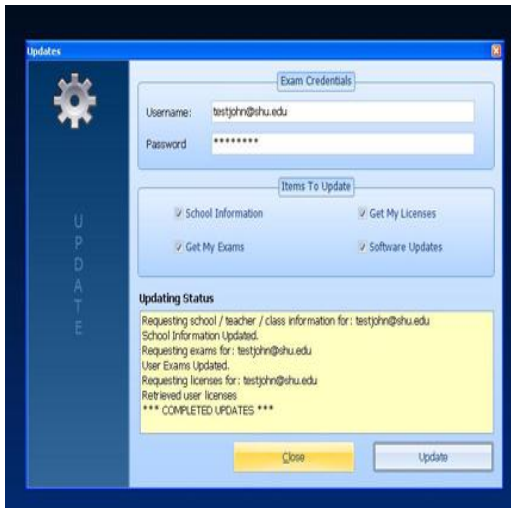 Updates
UPDATE
Exam Credentials
Username: testjohn@shu.edu
Password ********
Items To Update
School Information Get My Licenses
Get My Exams Software Updates
Updating Status
Requesting school / teacher / class information for: testjohn@shu.edu
School Information Updated.
Requesting exams for: testjohn@shu.edu
User Exams Updated.
Requesting licenses for: testjohn@shu.edu
Retrieved user licenses
*** COMPLETED UPDATES ***
Close Update